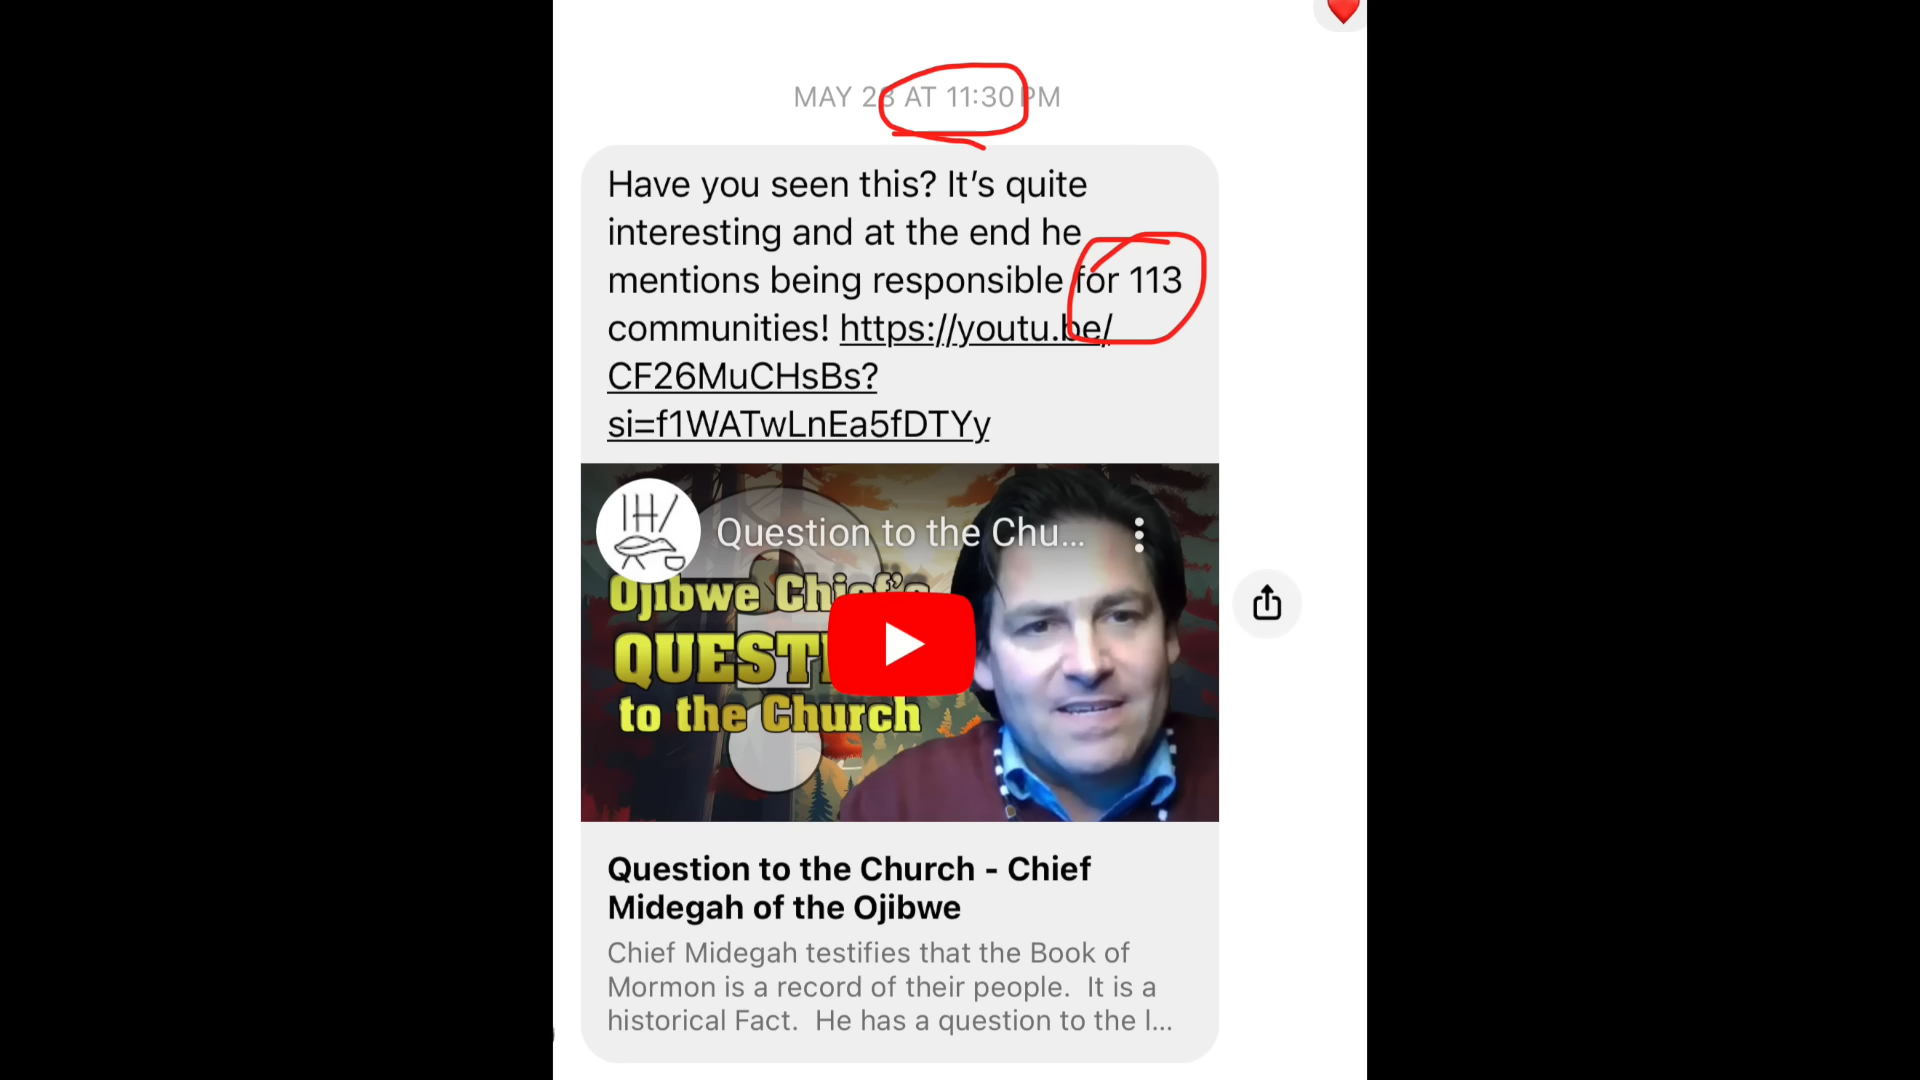 MAY 23 AT 11:30 PM
Have you seen this? It's quite
interesting and at the end he
mentions being responsible for 113
communities! https://youtu.be/
CF26MuCHsBs?
si=f1WATwLnEa5fDTYy
Question to the Chu...
Ojibwe Chief's
QUEST
to the Church
Question to the Church - Chief
Midegah of the Ojibwe
Chief Midegah testifies that the Book of
Mormon is a record of their people. It is a
historical Fact. He has a question to the l...